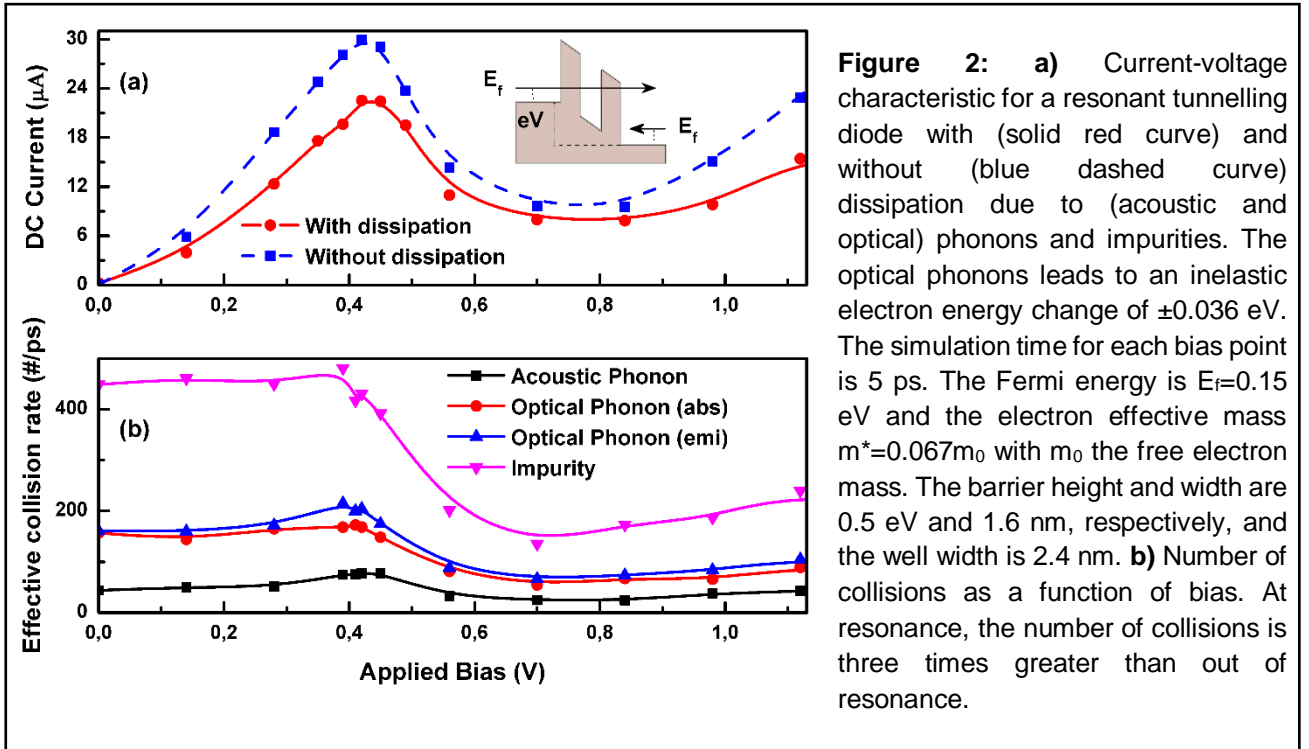 30
24
18
12
6
0
DC Current (μA)
(a)
E_f
eV
E_f
With dissipation
Without dissipation
0,0 0,2 0,4 0,6 0,8 1,0
400
200
0
Effective collision rate (#/ps)
(b)
Acoustic Phonon
Optical Phonon (abs)
Optical Phonon (emi)
Impurity
0,0 0,2 0,4 0,6 0,8 1,0
Applied Bias (V)
Figure 2: a) Current-voltage
characteristic for a resonant tunnelling
diode with (solid red curve) and
without (blue dashed curve)
dissipation due to (acoustic and
optical) phonons and impurities. The
optical phonons leads to an inelastic
electron energy change of ±0.036 eV.
The simulation time for each bias point
is 5 ps. The Fermi energy is E_f=0.15
eV and the electron effective mass
m*=0.067m₀ with m₀ the free electron
mass. The barrier height and width are
0.5 eV and 1.6 nm, respectively, and
the well width is 2.4 nm. b) Number of
collisions as a function of bias. At
resonance, the number of collisions is
three times greater than out of
resonance.